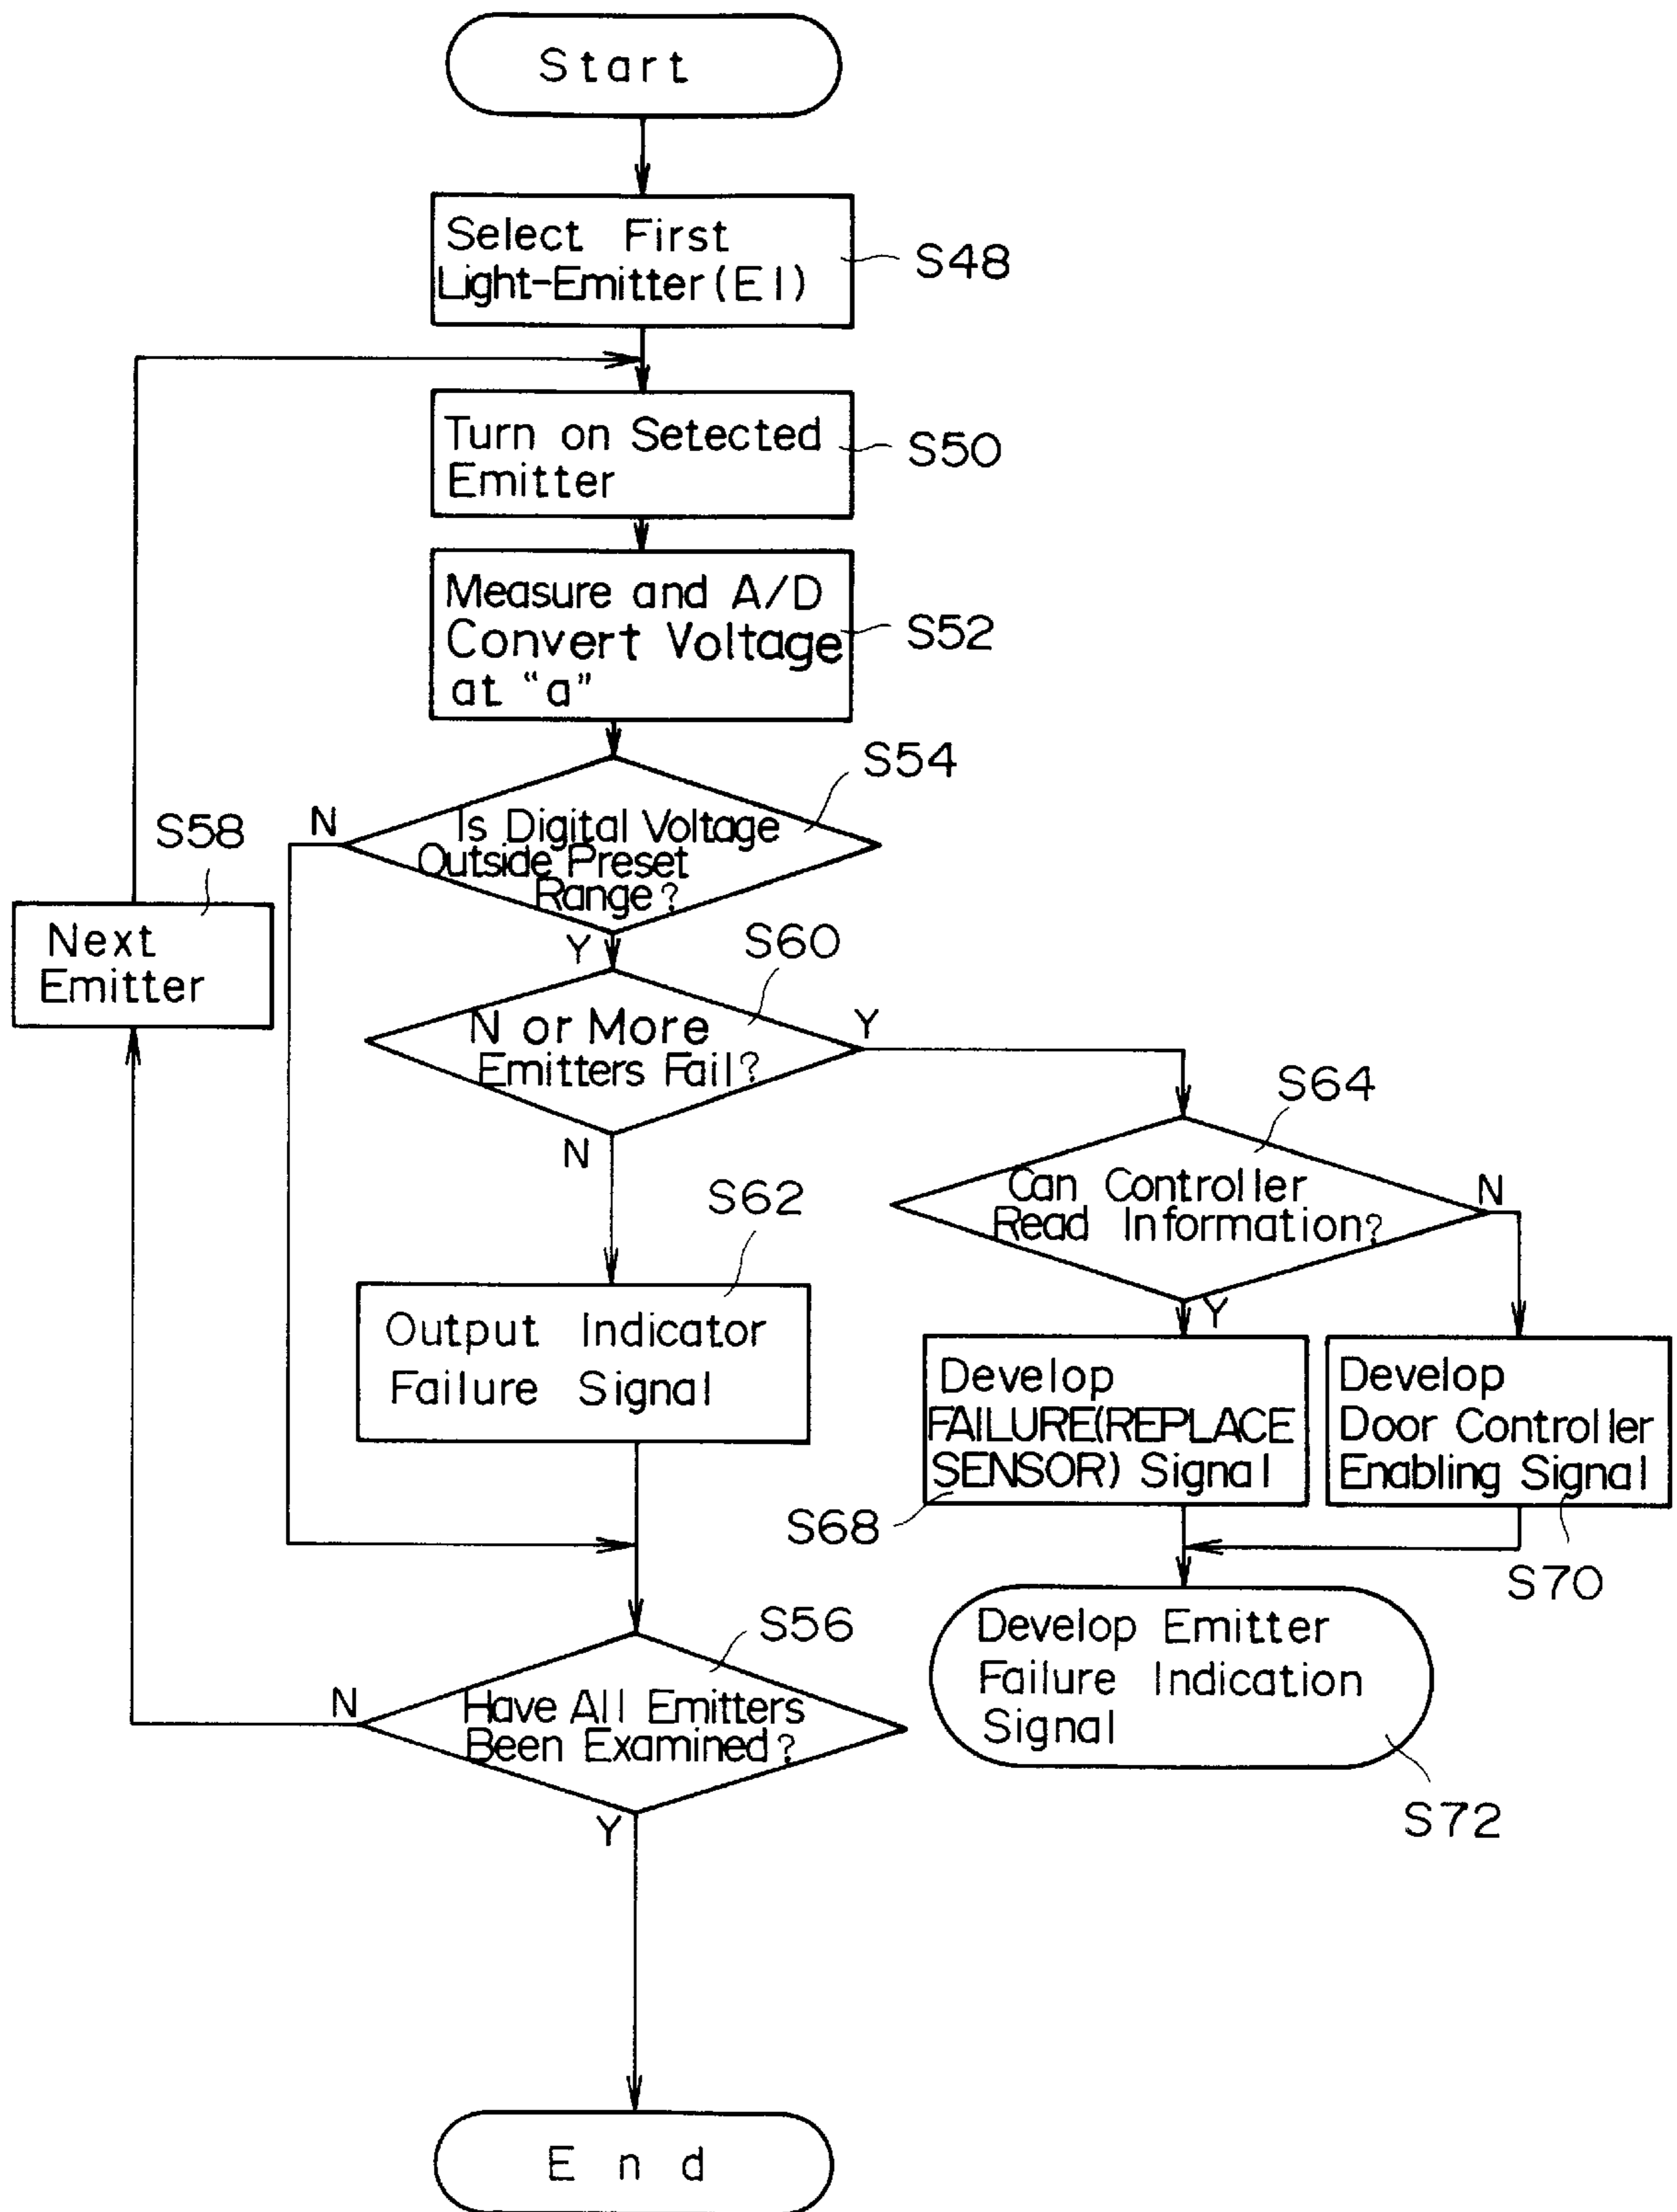 Start
Select First
Light-Emitter(E1)
S48
Turn on Setected
Emitter
S50
Measure and A/D
Convert Voltage
at "a"
S52
S54
N
Is Digital Voltage
Outside Preset
Range?
S58
Next
Emitter
Y
S60
N or More
Emitters Fail?
Y
N
S64
Can Controller
Read Information?
N
Y
S62
Output Indicator
Failure Signal
Develop
FAILURE(REPLACE
SENSOR) Signal
S68
Develop
Door Controller
Enabling Signal
S70
S56
N
Have All Emitters
Been Examined?
Y
Develop Emitter
Failure Indication
Signal
S72
End